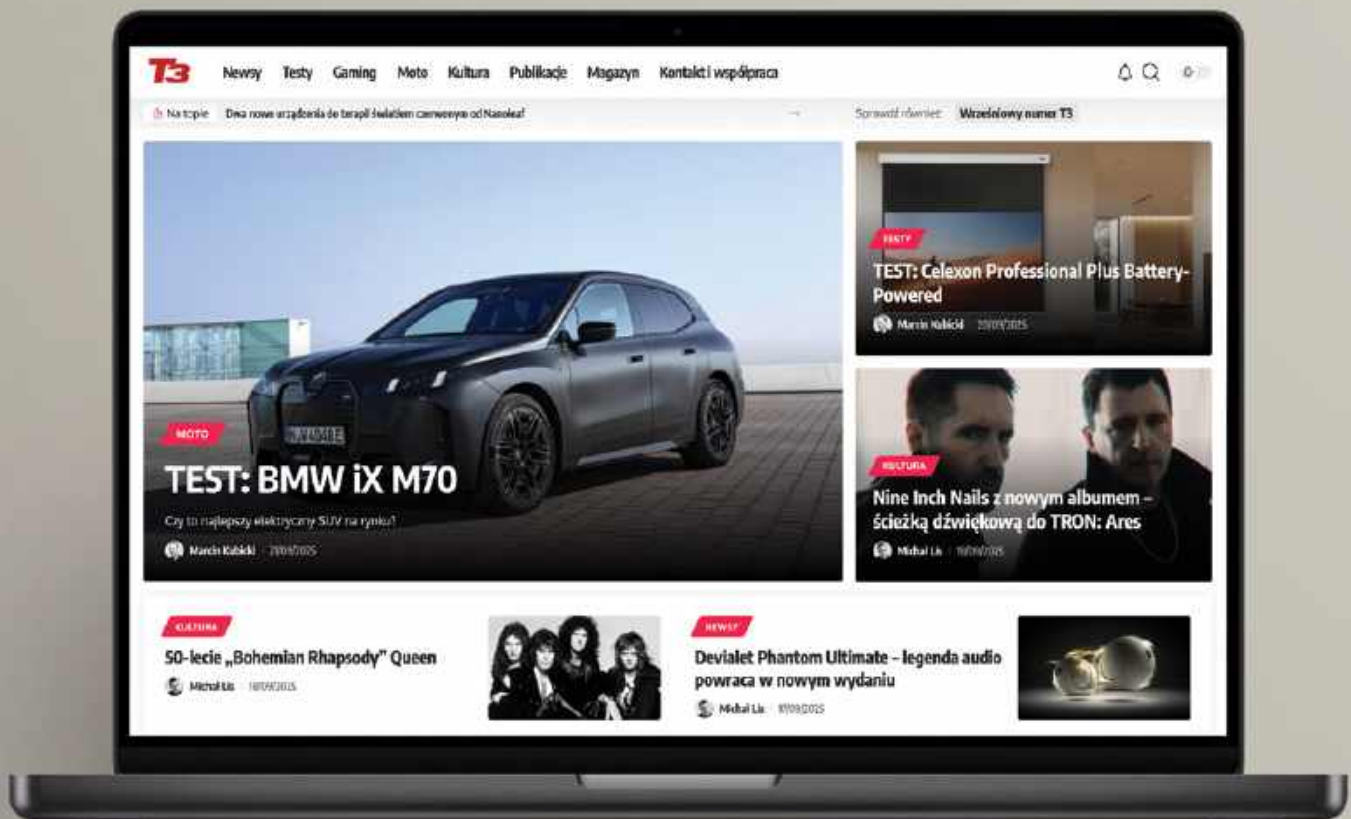 T3
Newsy Testy Gaming Moto Kultura Publikacje Magazyn Kontakt i współpraca
Na topie Dwa nowe urządzenia do terapii światłem czerwonym od Nanoleaf
Sprawdź również: Wrześniowy numer T3
MOTO
TEST: BMW iX M70
Czy to najlepszy elektryczny SUV na rynku?
Marcin Kubicki
TESTY
TEST: Celexon Professional Plus Battery-
Powered
Marcin Kubicki
KULTURA
Nine Inch Nails z nowym albumem –
ścieżką dźwiękową do TRON: Ares
Michał Lis
KULTURA
50-lecie „Bohemian Rhapsody” Queen
Michał Lis
NEWSY
Devialet Phantom Ultimate – legenda audio
powraca w nowym wydaniu
Michał Lis